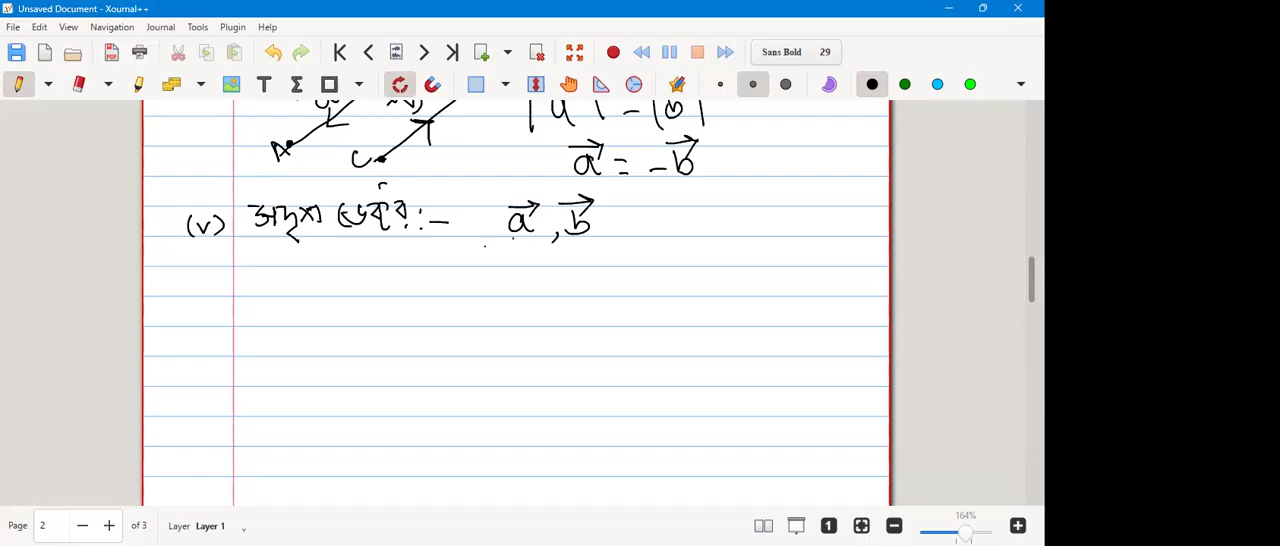 Unsaved Document - Xournal++
File Edit View Navigation Journal Tools Plugin Help
Sans Bold 29
A
C
a⃗ = -b⃗
(v) ভেক্টর :- a⃗ , b⃗
Page 2 of 3 Layer Layer 1 164%